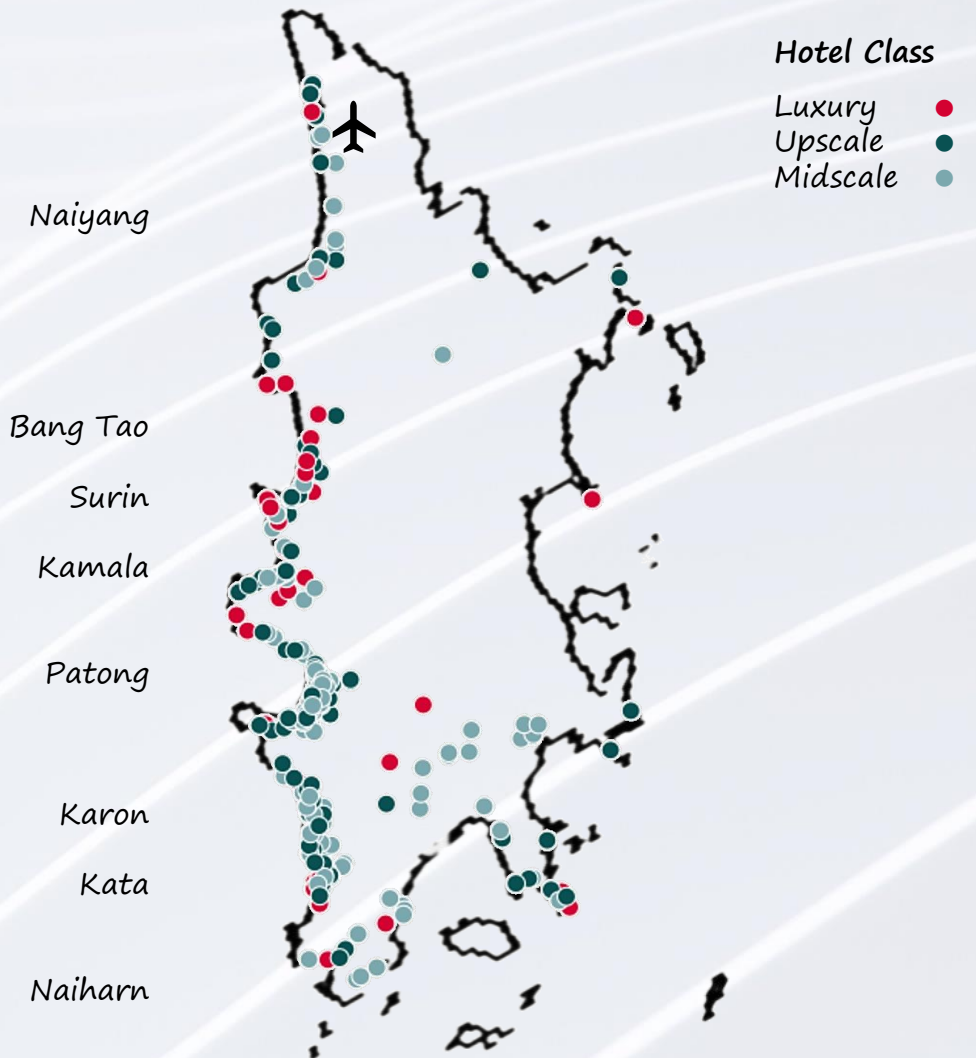 Hotel Class
Luxury
Upscale
Midscale
Naiyang
Bang Tao
Surin
Kamala
Patong
Karon
Kata
Naiharn